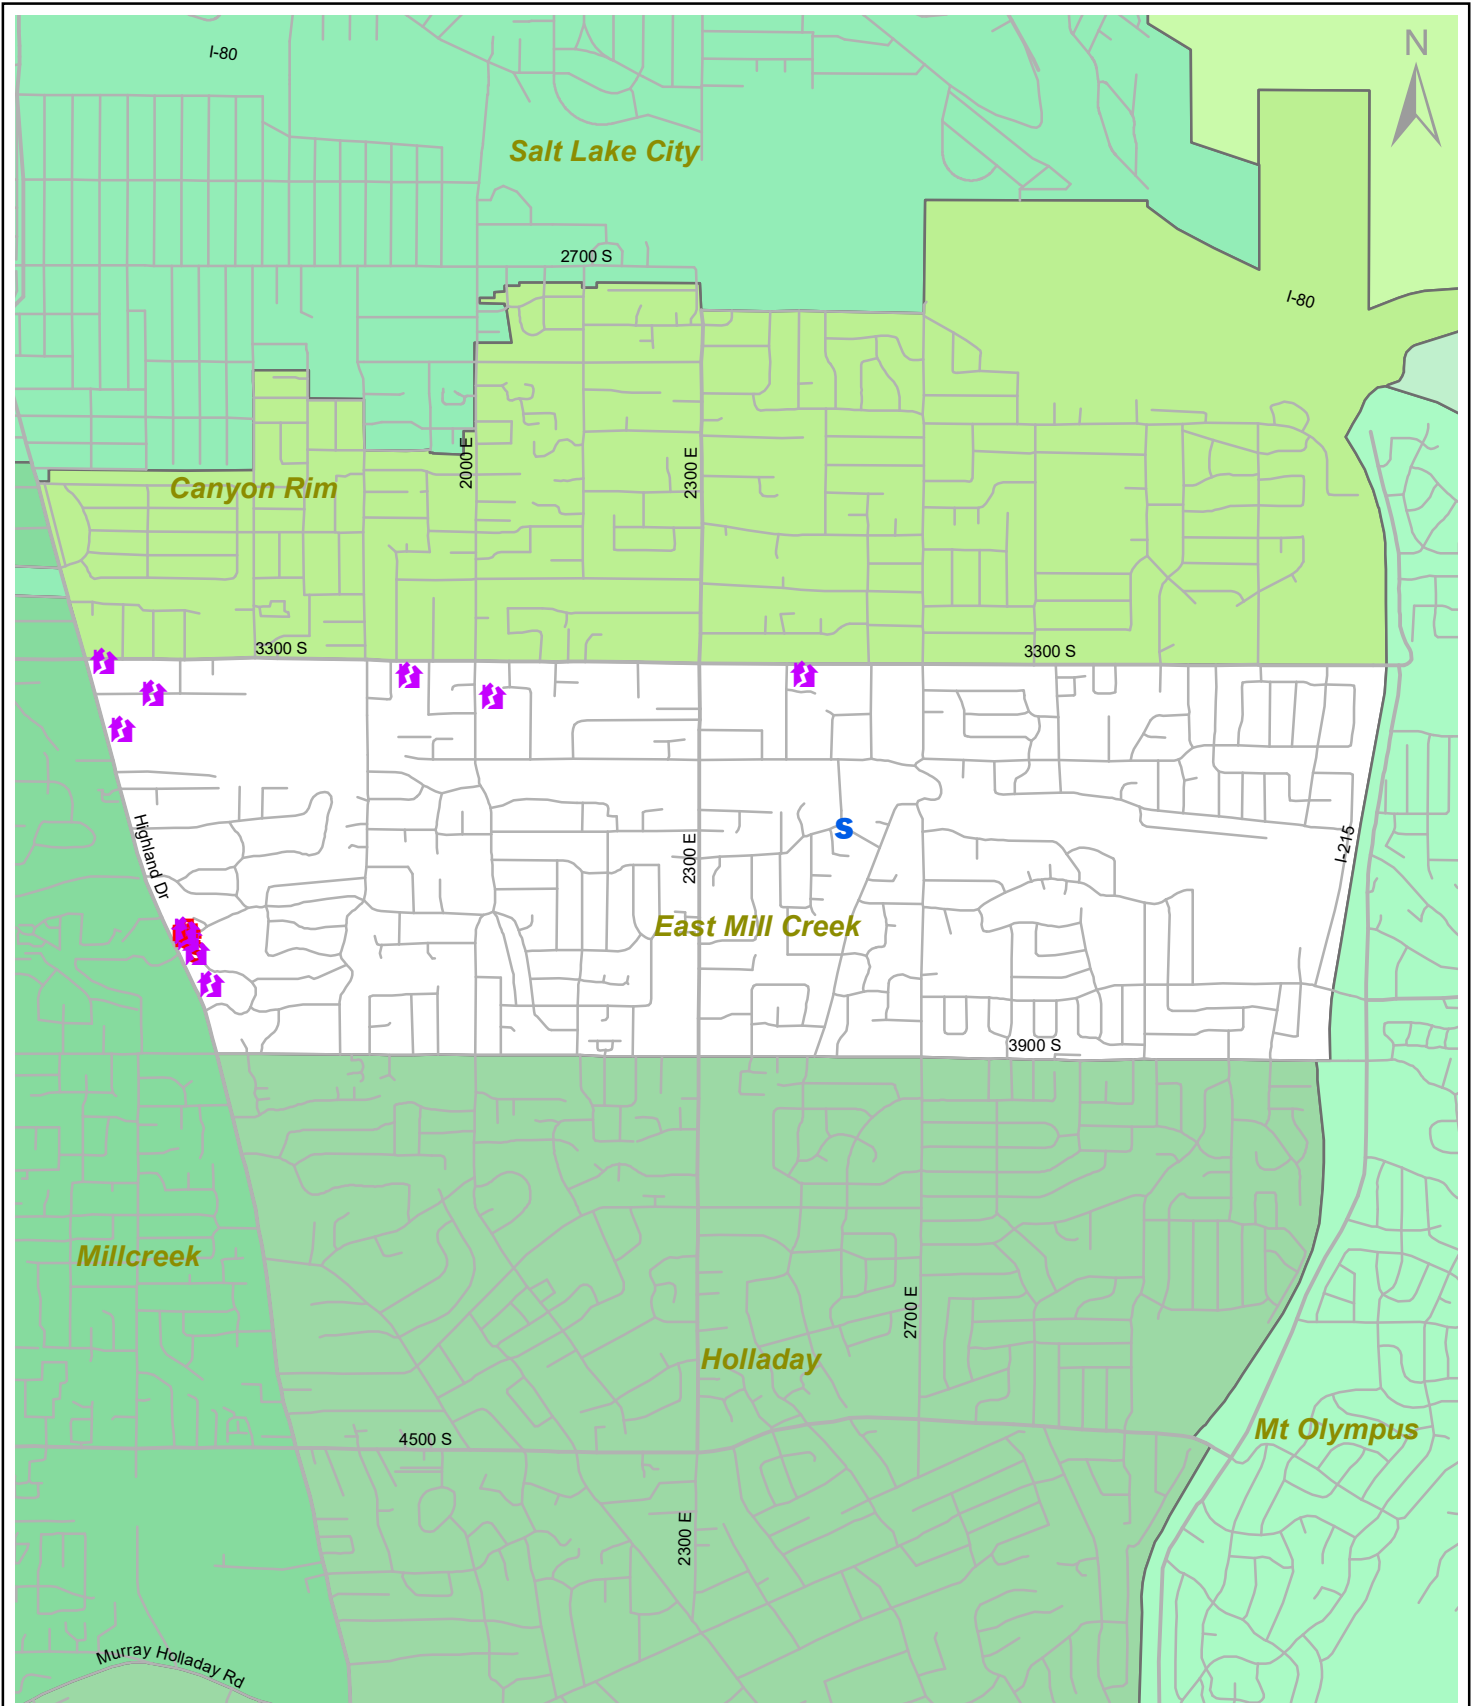 I-80
N
Salt Lake City
2700 S
I-80
2000 E
2300 E
Canyon Rim
3300 S
3300 S
Highland Dr
2300 E
S
I-215
East Mill Creek
3900 S
Millcreek
2700 E
Holladay
4500 S
Mt Olympus
2300 E
Murray Holladay Rd